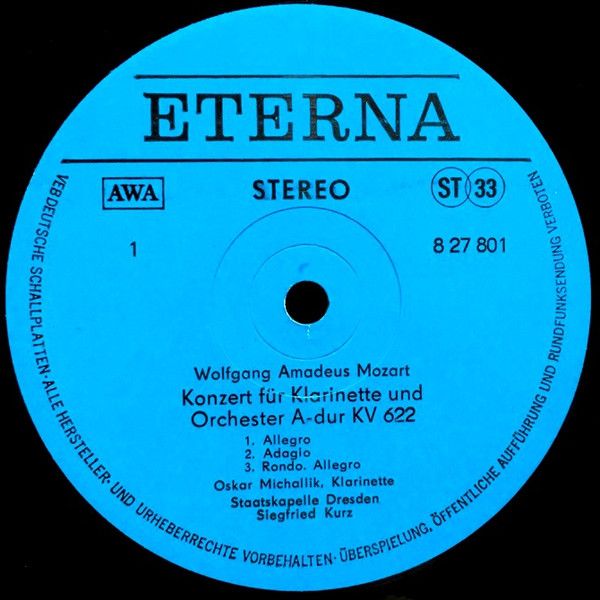 ETERNA
AWA
STEREO
ST 33
1
8 27 801
Wolfgang Amadeus Mozart
Konzert für Klarinette und
Orchester A-dur KV 622
1. Allegro
2. Adagio
3. Rondo. Allegro
Oskar Michallik, Klarinette
Staatskapelle Dresden
Siegfried Kurz
VEB DEUTSCHE SCHALLPLATTEN · ALLE HERSTELLER- UND URHEBERRECHTE VORBEHALTEN · ÜBERSPIELUNG, ÖFFENTLICHE AUFFÜHRUNG UND RUNDFUNKSENDUNG VERBOTEN